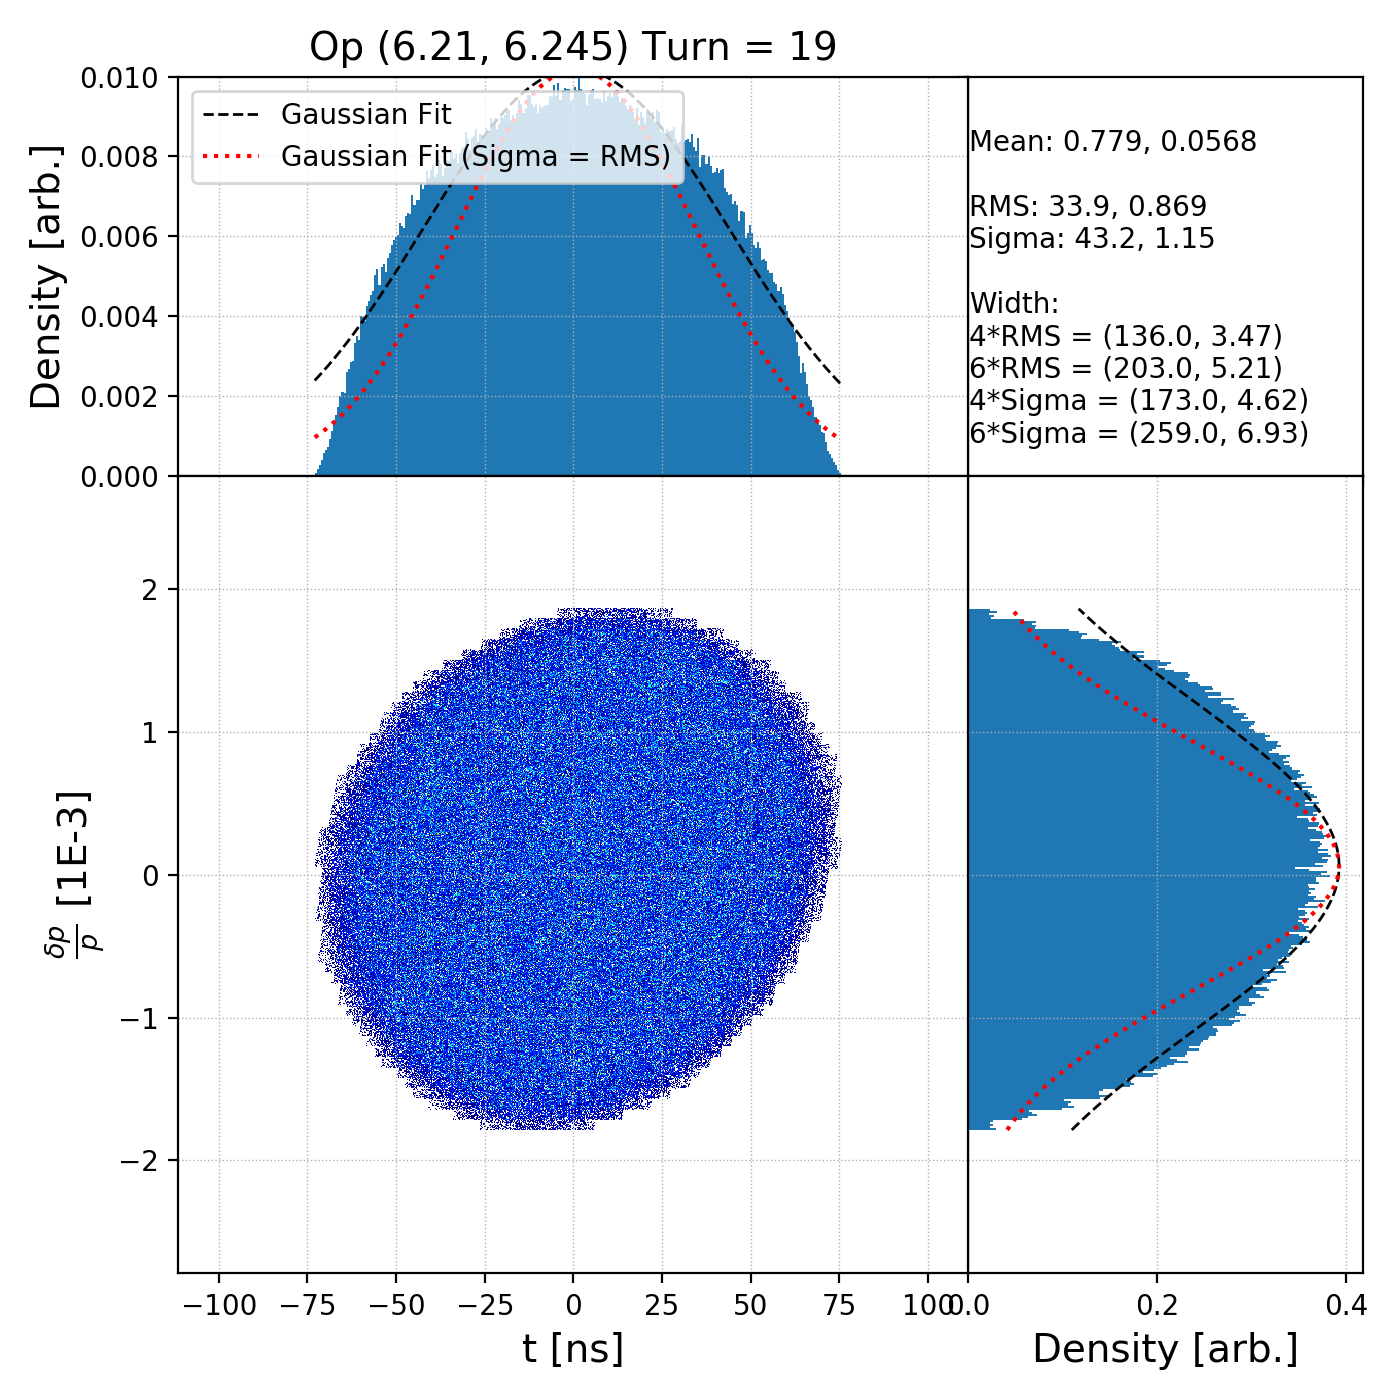 Op (6.21, 6.245) Turn = 19
0.010
0.008
0.006
0.004
0.002
0.000
Density [arb.]
Gaussian Fit
Gaussian Fit (Sigma = RMS)
Mean: 0.779, 0.0568
RMS: 33.9, 0.869
Sigma: 43.2, 1.15
Width:
4*RMS = (136.0, 3.47)
6*RMS = (203.0, 5.21)
4*Sigma = (173.0, 4.62)
6*Sigma = (259.0, 6.93)
2
1
0
−1
−2
δp/p [1E-3]
−100 −75 −50 −25 0 25 50 75 100
t [ns]
0.0 0.2 0.4
Density [arb.]